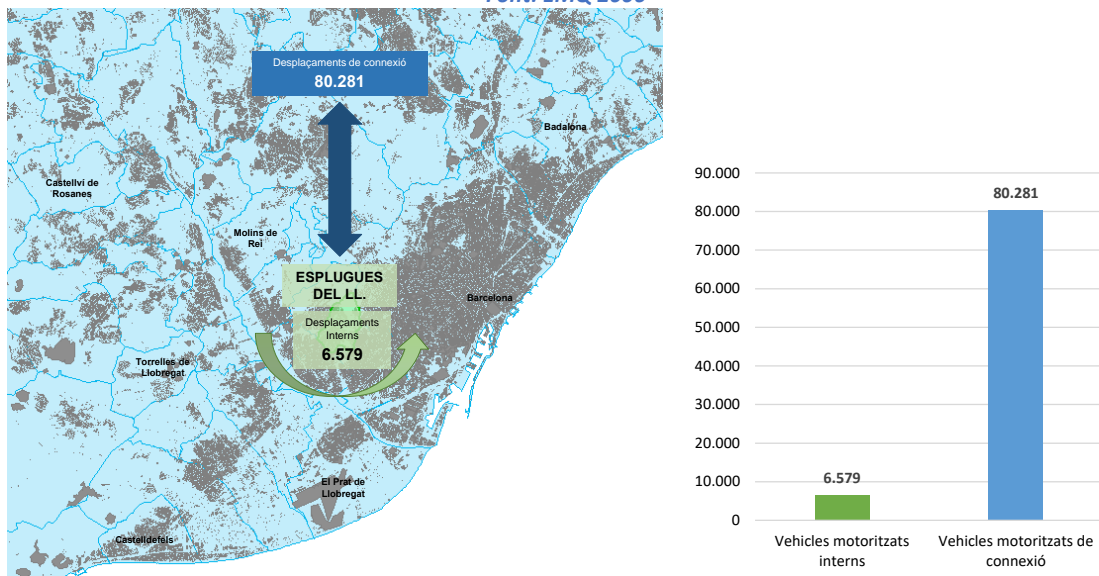 Desplaçaments de connexió
80.281
Badalona
Castellví de
Rosanes
Molins de
Rei
ESPLUGUES
DEL LL.
Barcelona
Desplaçaments
Interns
6.579
Torrelles de
Llobregat
El Prat de
Llobregat
Castelldefels
90.000
80.000
70.000
60.000
50.000
40.000
30.000
20.000
10.000
0
6.579
80.281
Vehicles motoritzats
interns
Vehicles motoritzats de
connexió